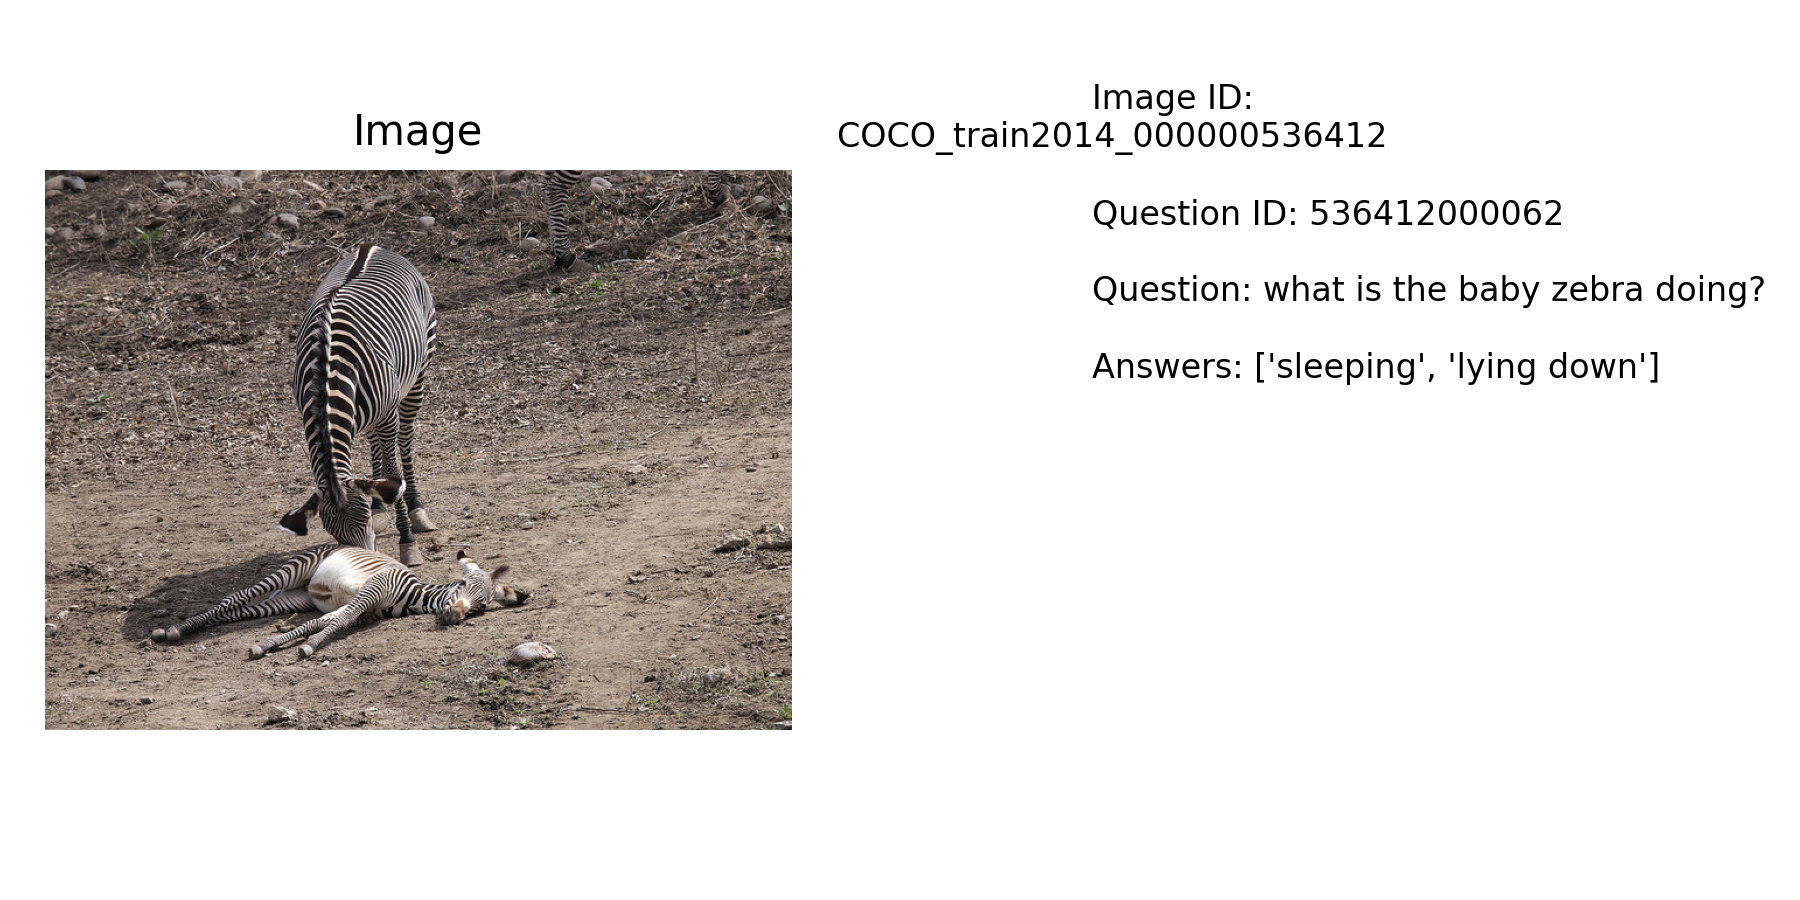 Image
Image ID:
COCO_train2014_000000536412
Question ID: 536412000062
Question: what is the baby zebra doing?
Answers: ['sleeping', 'lying down']